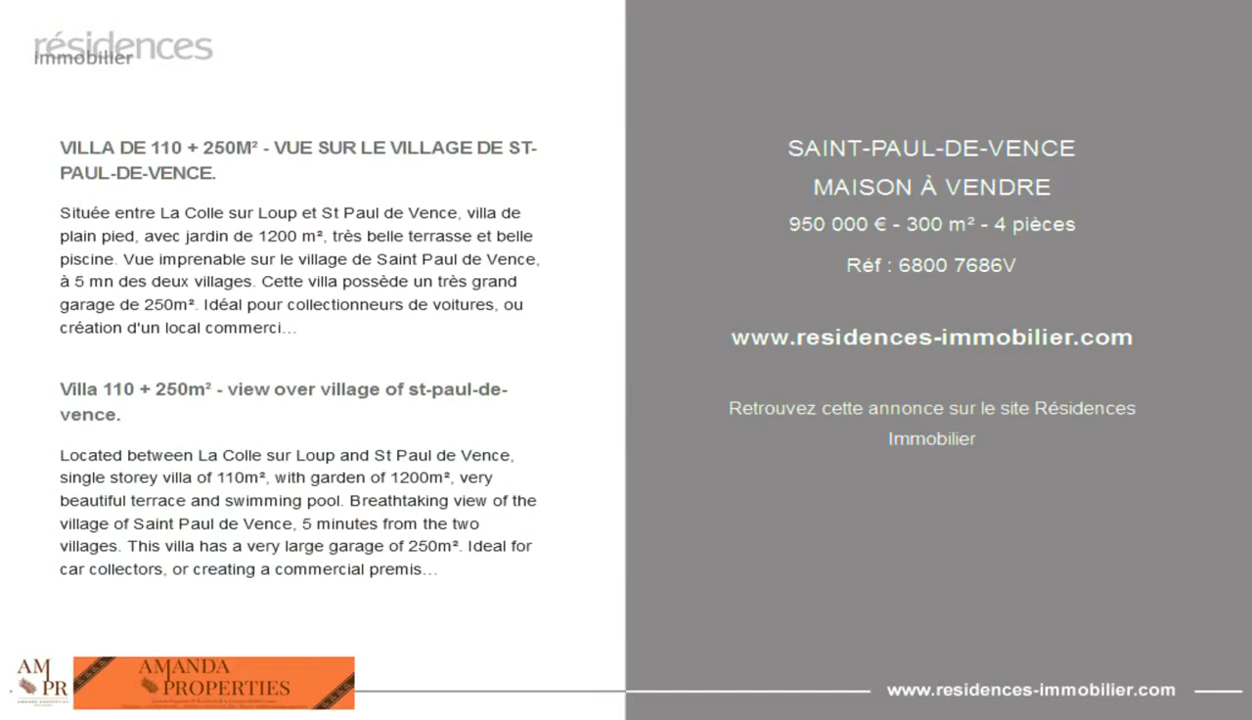 résidences
immobilier
VILLA DE 110 + 250M² - VUE SUR LE VILLAGE DE ST-
PAUL-DE-VENCE.
Située entre La Colle sur Loup et St Paul de Vence, villa de
plain pied, avec jardin de 1200 m², très belle terrasse et belle
piscine. Vue imprenable sur le village de Saint Paul de Vence,
à 5 mn des deux villages. Cette villa possède un très grand
garage de 250m². Idéal pour collectionneurs de voitures, ou
création d'un local commerci...
Villa 110 + 250m² - view over village of st-paul-de-
vence.
Located between La Colle sur Loup and St Paul de Vence,
single storey villa of 110m², with garden of 1200m², very
beautiful terrace and swimming pool. Breathtaking view of the
village of Saint Paul de Vence, 5 minutes from the two
villages. This villa has a very large garage of 250m². Ideal for
car collectors, or creating a commercial premis...
AM
PR
AMANDA
PROPERTIES
SAINT-PAUL-DE-VENCE
MAISON À VENDRE
950 000 € - 300 m² - 4 pièces
Réf : 6800 7686V
www.residences-immobilier.com
Retrouvez cette annonce sur le site Résidences
Immobilier
www.residences-immobilier.com